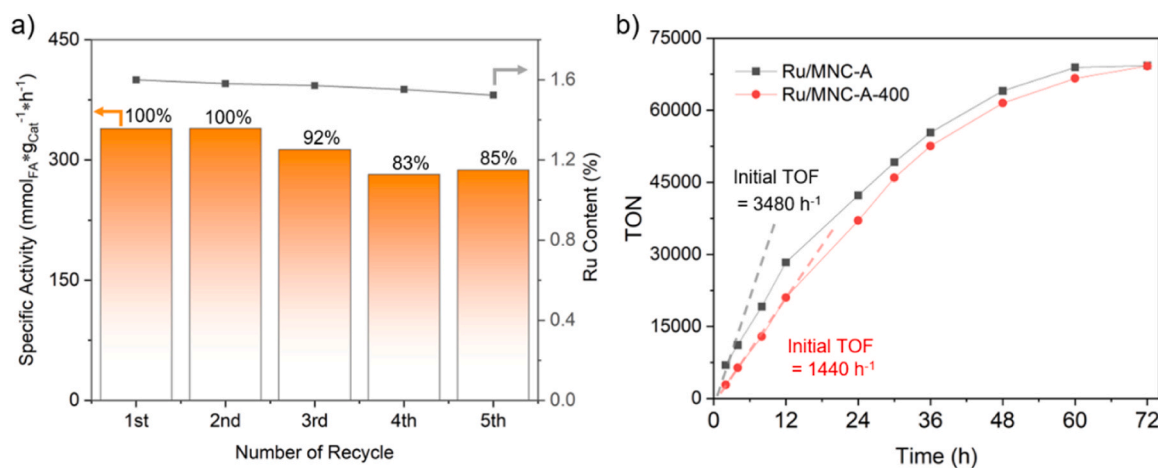 a)
Specific Activity (mmol_FA*g_Cat⁻¹*h⁻¹)
450
300
150
0
100%
100%
92%
83%
85%
1st
2nd
3rd
4th
5th
Number of Recycle
1.6
1.2
0.8
0.4
0.0
Ru Content (%)
b)
TON
75000
60000
45000
30000
15000
0
Ru/MNC-A
Ru/MNC-A-400
Initial TOF
= 3480 h⁻¹
Initial TOF
= 1440 h⁻¹
0
12
24
36
48
60
72
Time (h)